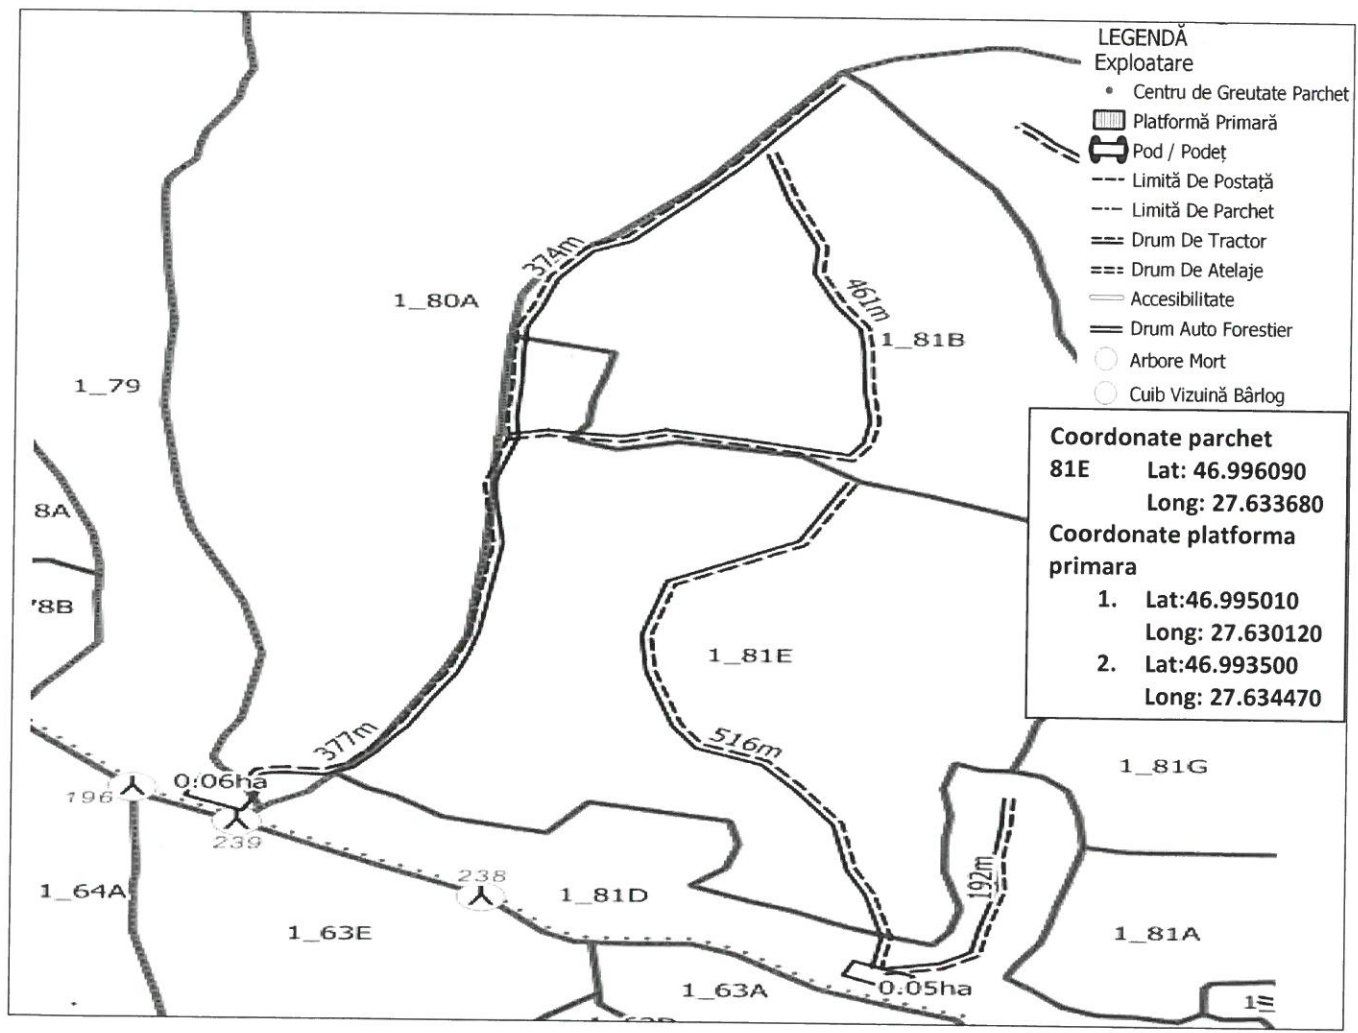 LEGENDĂ
Exploatare
Centru de Greutate Parchet
Platformă Primară
Pod / Podeț
Limită De Postață
Limită De Parchet
Drum De Tractor
Drum De Atelaje
Accesibilitate
Drum Auto Forestier
Arbore Mort
Cuib Vizuină Bârlog
Coordonate parchet
81E Lat: 46.996090
Long: 27.633680
Coordonate platforma
primara
1. Lat:46.995010
Long: 27.630120
2. Lat:46.993500
Long: 27.634470
374m
1_80A
461m
1_81B
1_79
8A
78B
1_81E
377m
516m
1_81G
0.06ha
196
239
192m
238
1_64A
1_81D
1_63E
1_81A
1_63A
0.05ha